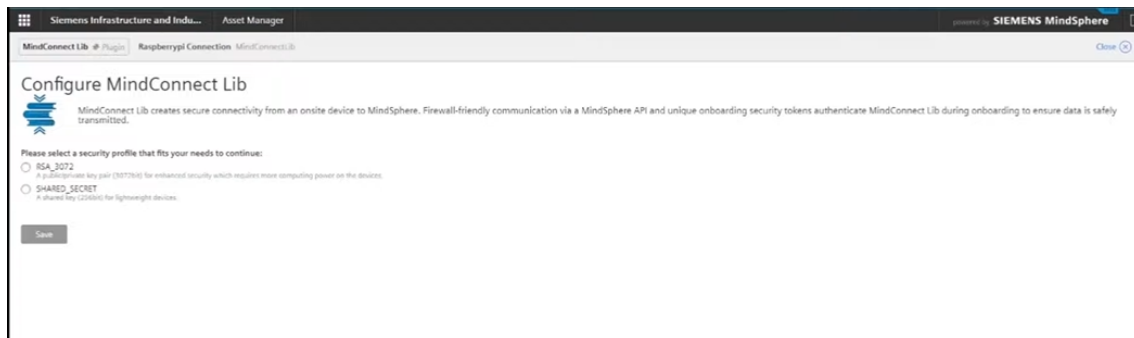 Siemens Infrastructure and Indu... Asset Manager powered by SIEMENS MindSphere
MindConnect Lib Plugin Raspberrypi Connection MindConnectLib Close
Configure MindConnect Lib
MindConnect Lib creates secure connectivity from an onsite device to MindSphere. Firewall-friendly communication via a MindSphere API and unique onboarding security tokens authenticate MindConnect Lib during onboarding to ensure data is safely
transmitted.
Please select a security profile that fits your needs to continue:
RSA_3072
A public/private key pair (3072bit) for enhanced security which requires more computing power on the devices.
SHARED_SECRET
A shared key (256bit) for lightweight devices.
Save